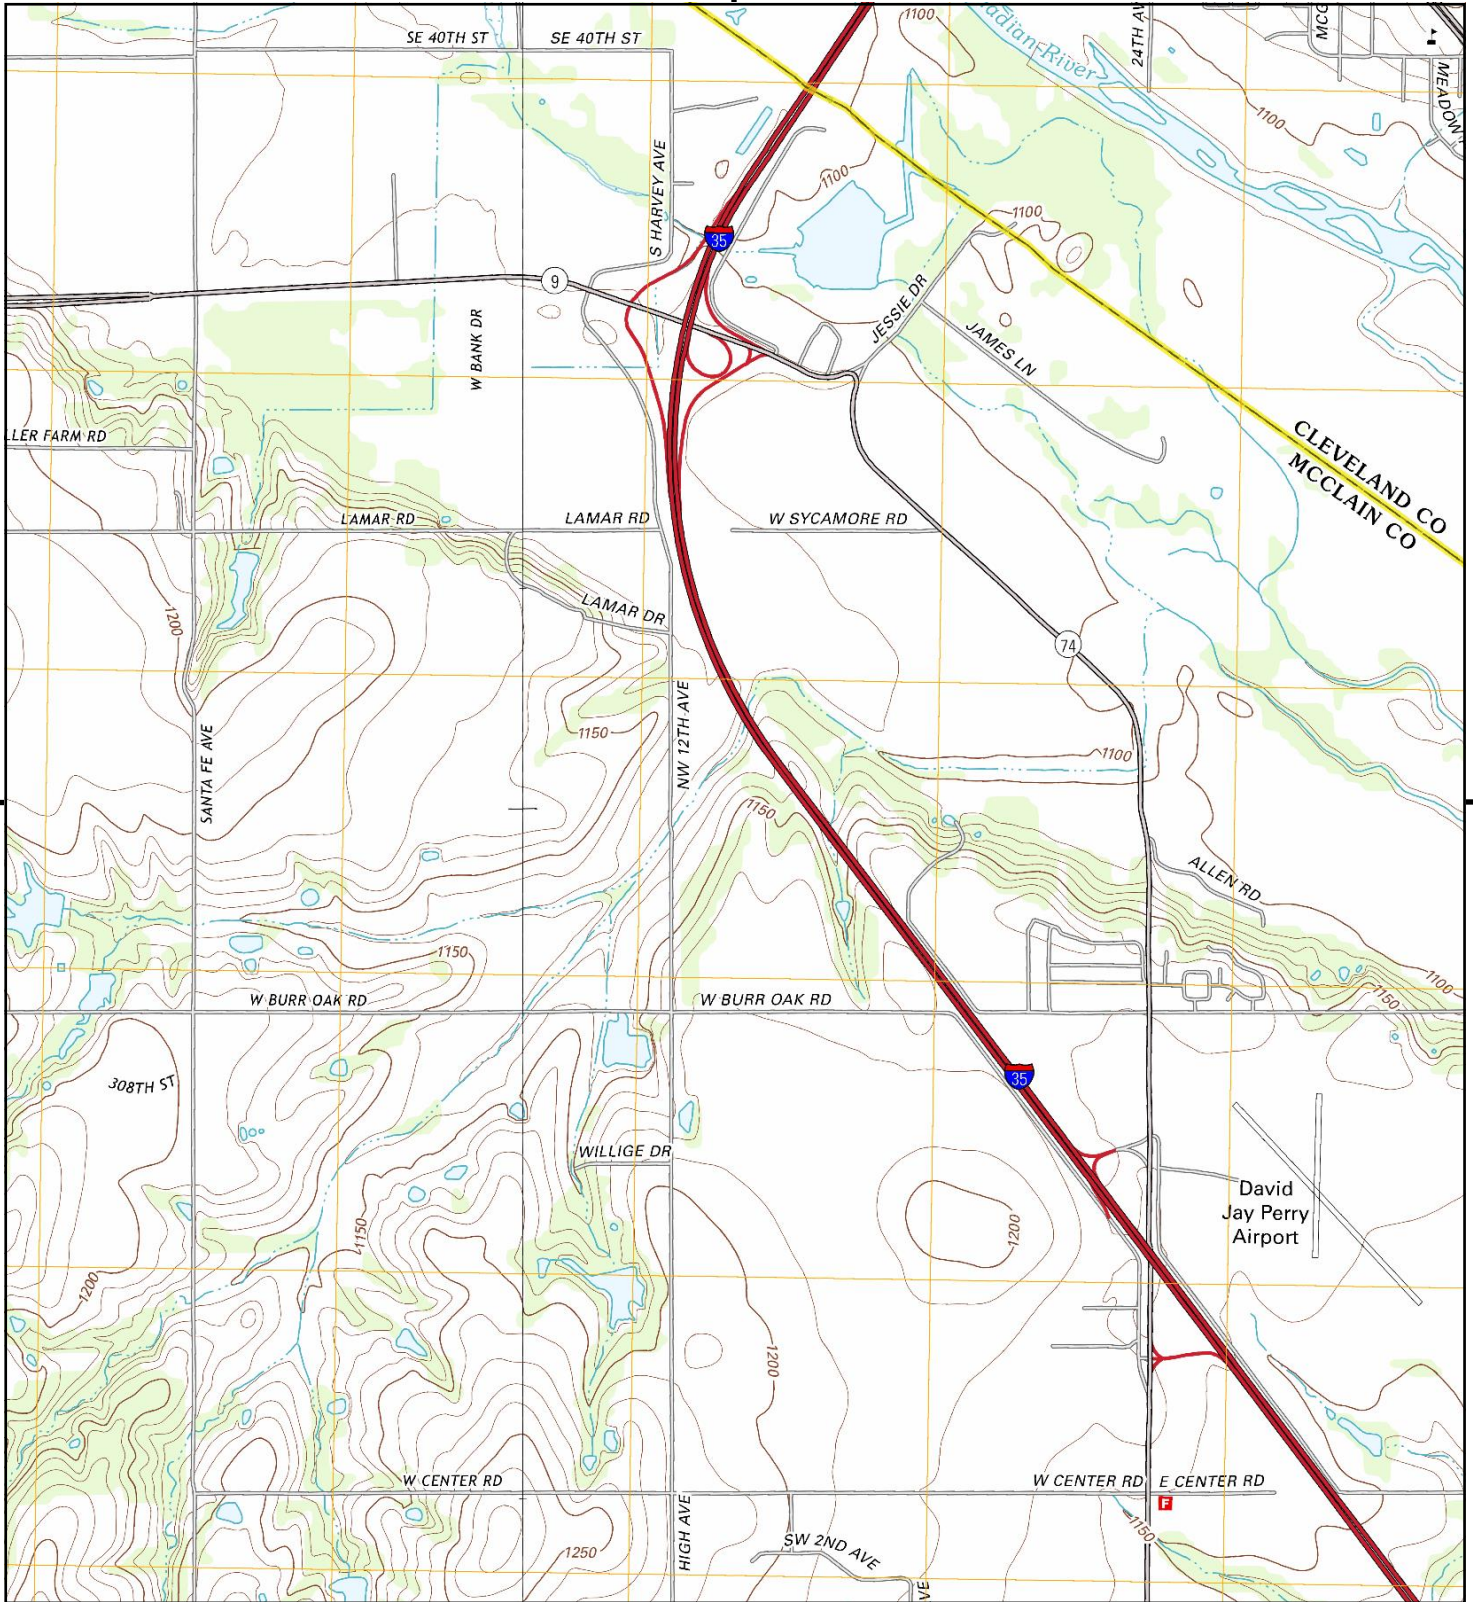 SE 40TH ST
SE 40TH ST
1100
24TH AV
MCC
adian River
MEADOW
1100
S HARVEY AVE
1100
1100
35
9
JESSIE DR
W BANK DR
JAMES LN
LLER FARM RD
CLEVELAND CO
MCCLAIN CO
LAMAR RD
LAMAR RD
W SYCAMORE RD
1200
LAMAR DR
74
1150
NW 12TH AVE
1100
SANTA FE AVE
1150
ALLEN RD
1150
1100
1150
W BURR OAK RD
W BURR OAK RD
308TH ST
35
WILLIGE DR
David
Jay Perry
Airport
1150
1200
1200
1200
W CENTER RD
W CENTER RD
E CENTER RD
F
1150
HIGH AVE
SW 2ND AVE
1250
VE